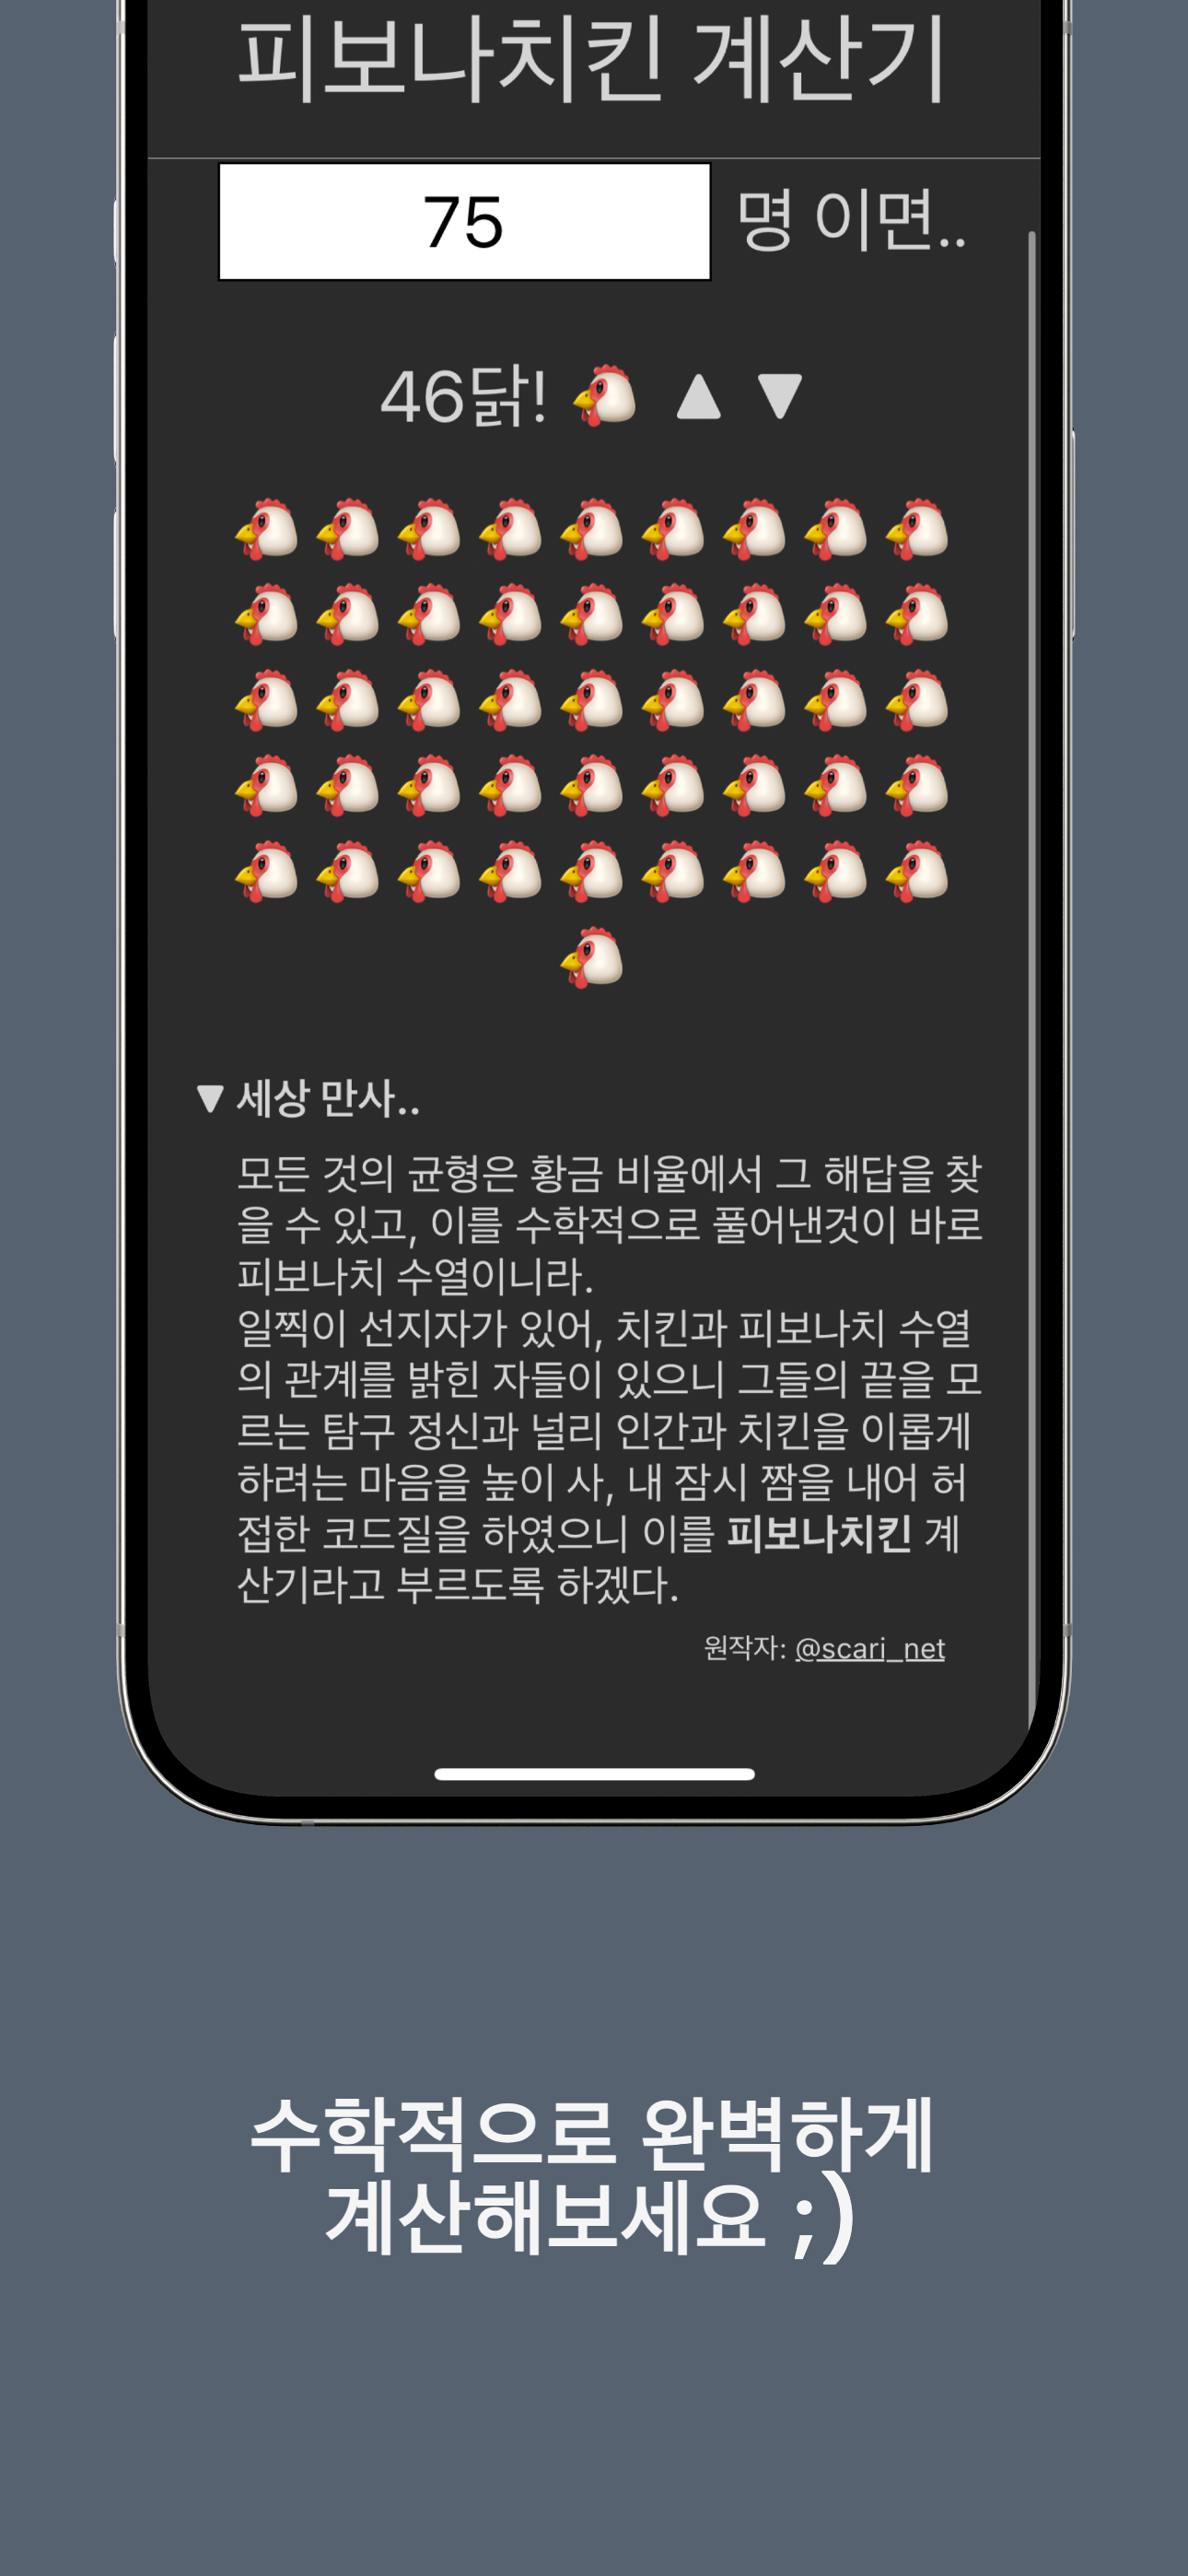 피보나치킨 계산기
75 명 이면..
46닭! 🐔 ▲ ▼
🐔🐔🐔🐔🐔🐔🐔🐔🐔
🐔🐔🐔🐔🐔🐔🐔🐔🐔
🐔🐔🐔🐔🐔🐔🐔🐔🐔
🐔🐔🐔🐔🐔🐔🐔🐔🐔
🐔🐔🐔🐔🐔🐔🐔🐔🐔
🐔
▼ 세상 만사..
모든 것의 균형은 황금 비율에서 그 해답을 찾
을 수 있고, 이를 수학적으로 풀어낸것이 바로
피보나치 수열이니라.
일찍이 선지자가 있어, 치킨과 피보나치 수열
의 관계를 밝힌 자들이 있으니 그들의 끝을 모
르는 탐구 정신과 널리 인간과 치킨을 이롭게
하려는 마음을 높이 사, 내 잠시 짬을 내어 허
접한 코드질을 하였으니 이를 피보나치킨 계
산기라고 부르도록 하겠다.
원작자: @scari_net
수학적으로 완벽하게
계산해보세요 ;)